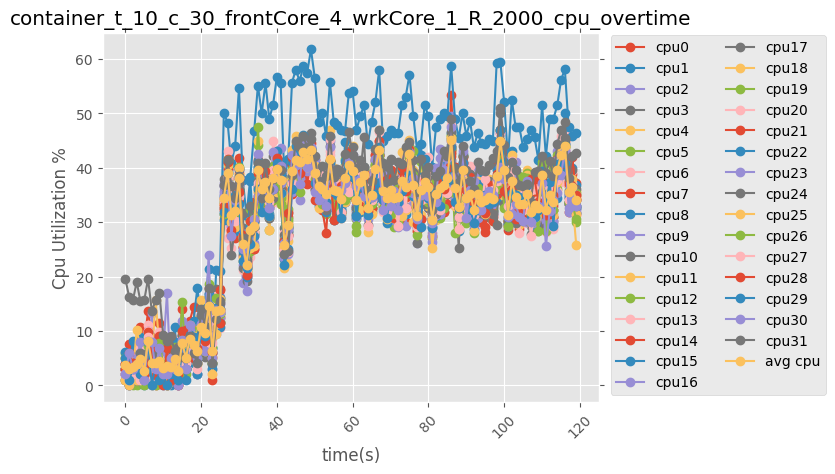 container_t_10_c_30_frontCore_4_wrkCore_1_R_2000_cpu_overtime
60
50
40
30
20
10
0
Cpu Utilization %
0
20
40
60
80
100
120
time(s)
cpu0
cpu1
cpu2
cpu3
cpu4
cpu5
cpu6
cpu7
cpu8
cpu9
cpu10
cpu11
cpu12
cpu13
cpu14
cpu15
cpu16
cpu17
cpu18
cpu19
cpu20
cpu21
cpu22
cpu23
cpu24
cpu25
cpu26
cpu27
cpu28
cpu29
cpu30
cpu31
avg cpu